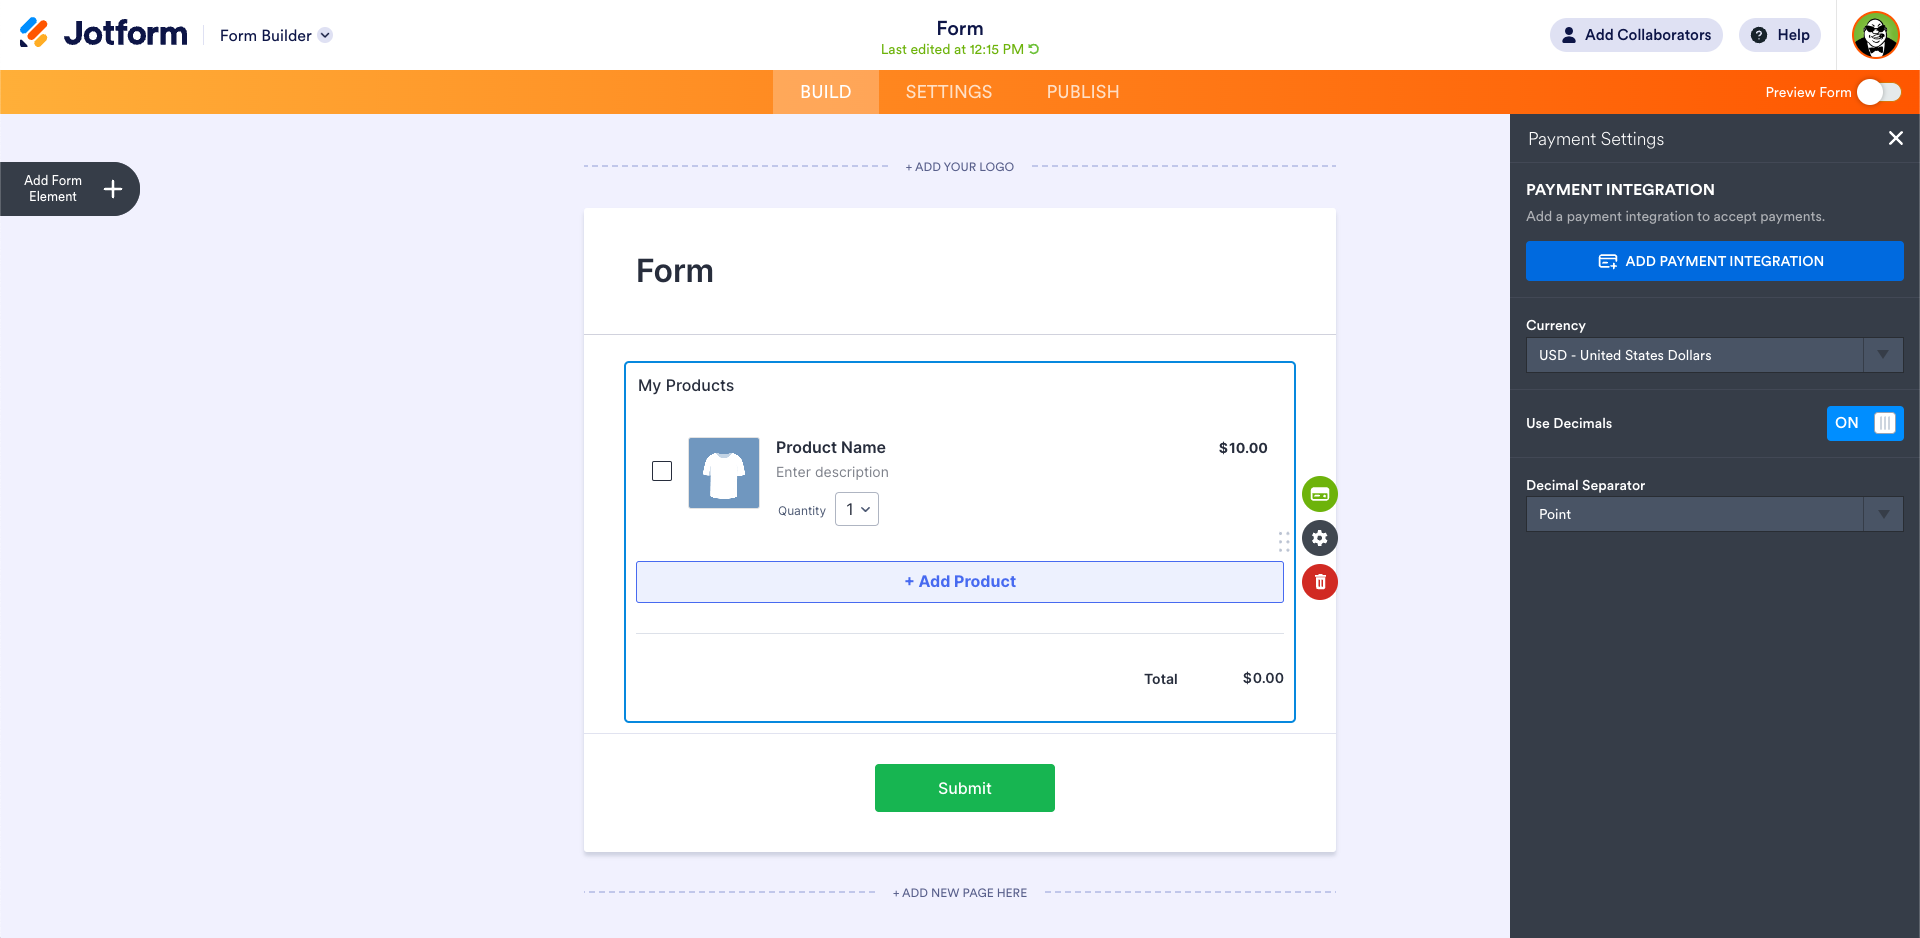 Jotform
Form Builder
Form
Last edited at 12:15 PM
Add Collaborators
Help
BUILD
SETTINGS
PUBLISH
Preview Form
Add Form
Element
+ ADD YOUR LOGO
Form
My Products
Product Name
$10.00
Enter description
Quantity
1
+ Add Product
Total
$0.00
Submit
+ ADD NEW PAGE HERE
Payment Settings
PAYMENT INTEGRATION
Add a payment integration to accept payments.
ADD PAYMENT INTEGRATION
Currency
USD - United States Dollars
Use Decimals
ON
Decimal Separator
Point